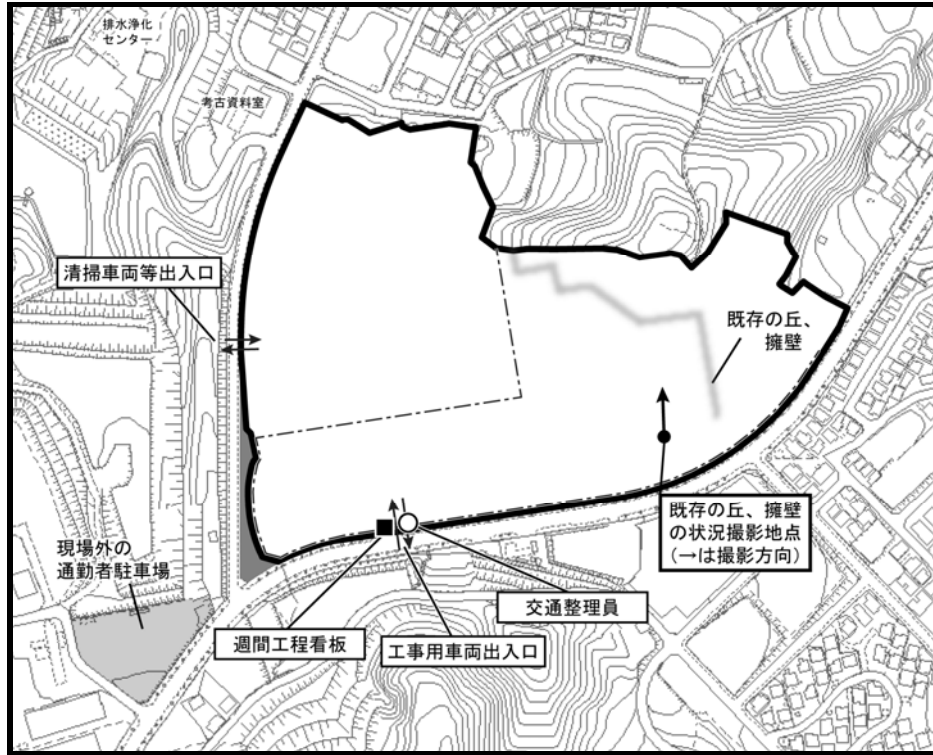 排水浄化
センター
考古資料室
清掃車両等出入口
既存の丘、
擁壁
既存の丘、擁壁
の状況撮影地点
(→は撮影方向)
現場外の
通勤者駐車場
交通整理員
週間工程看板
工事用車両出入口